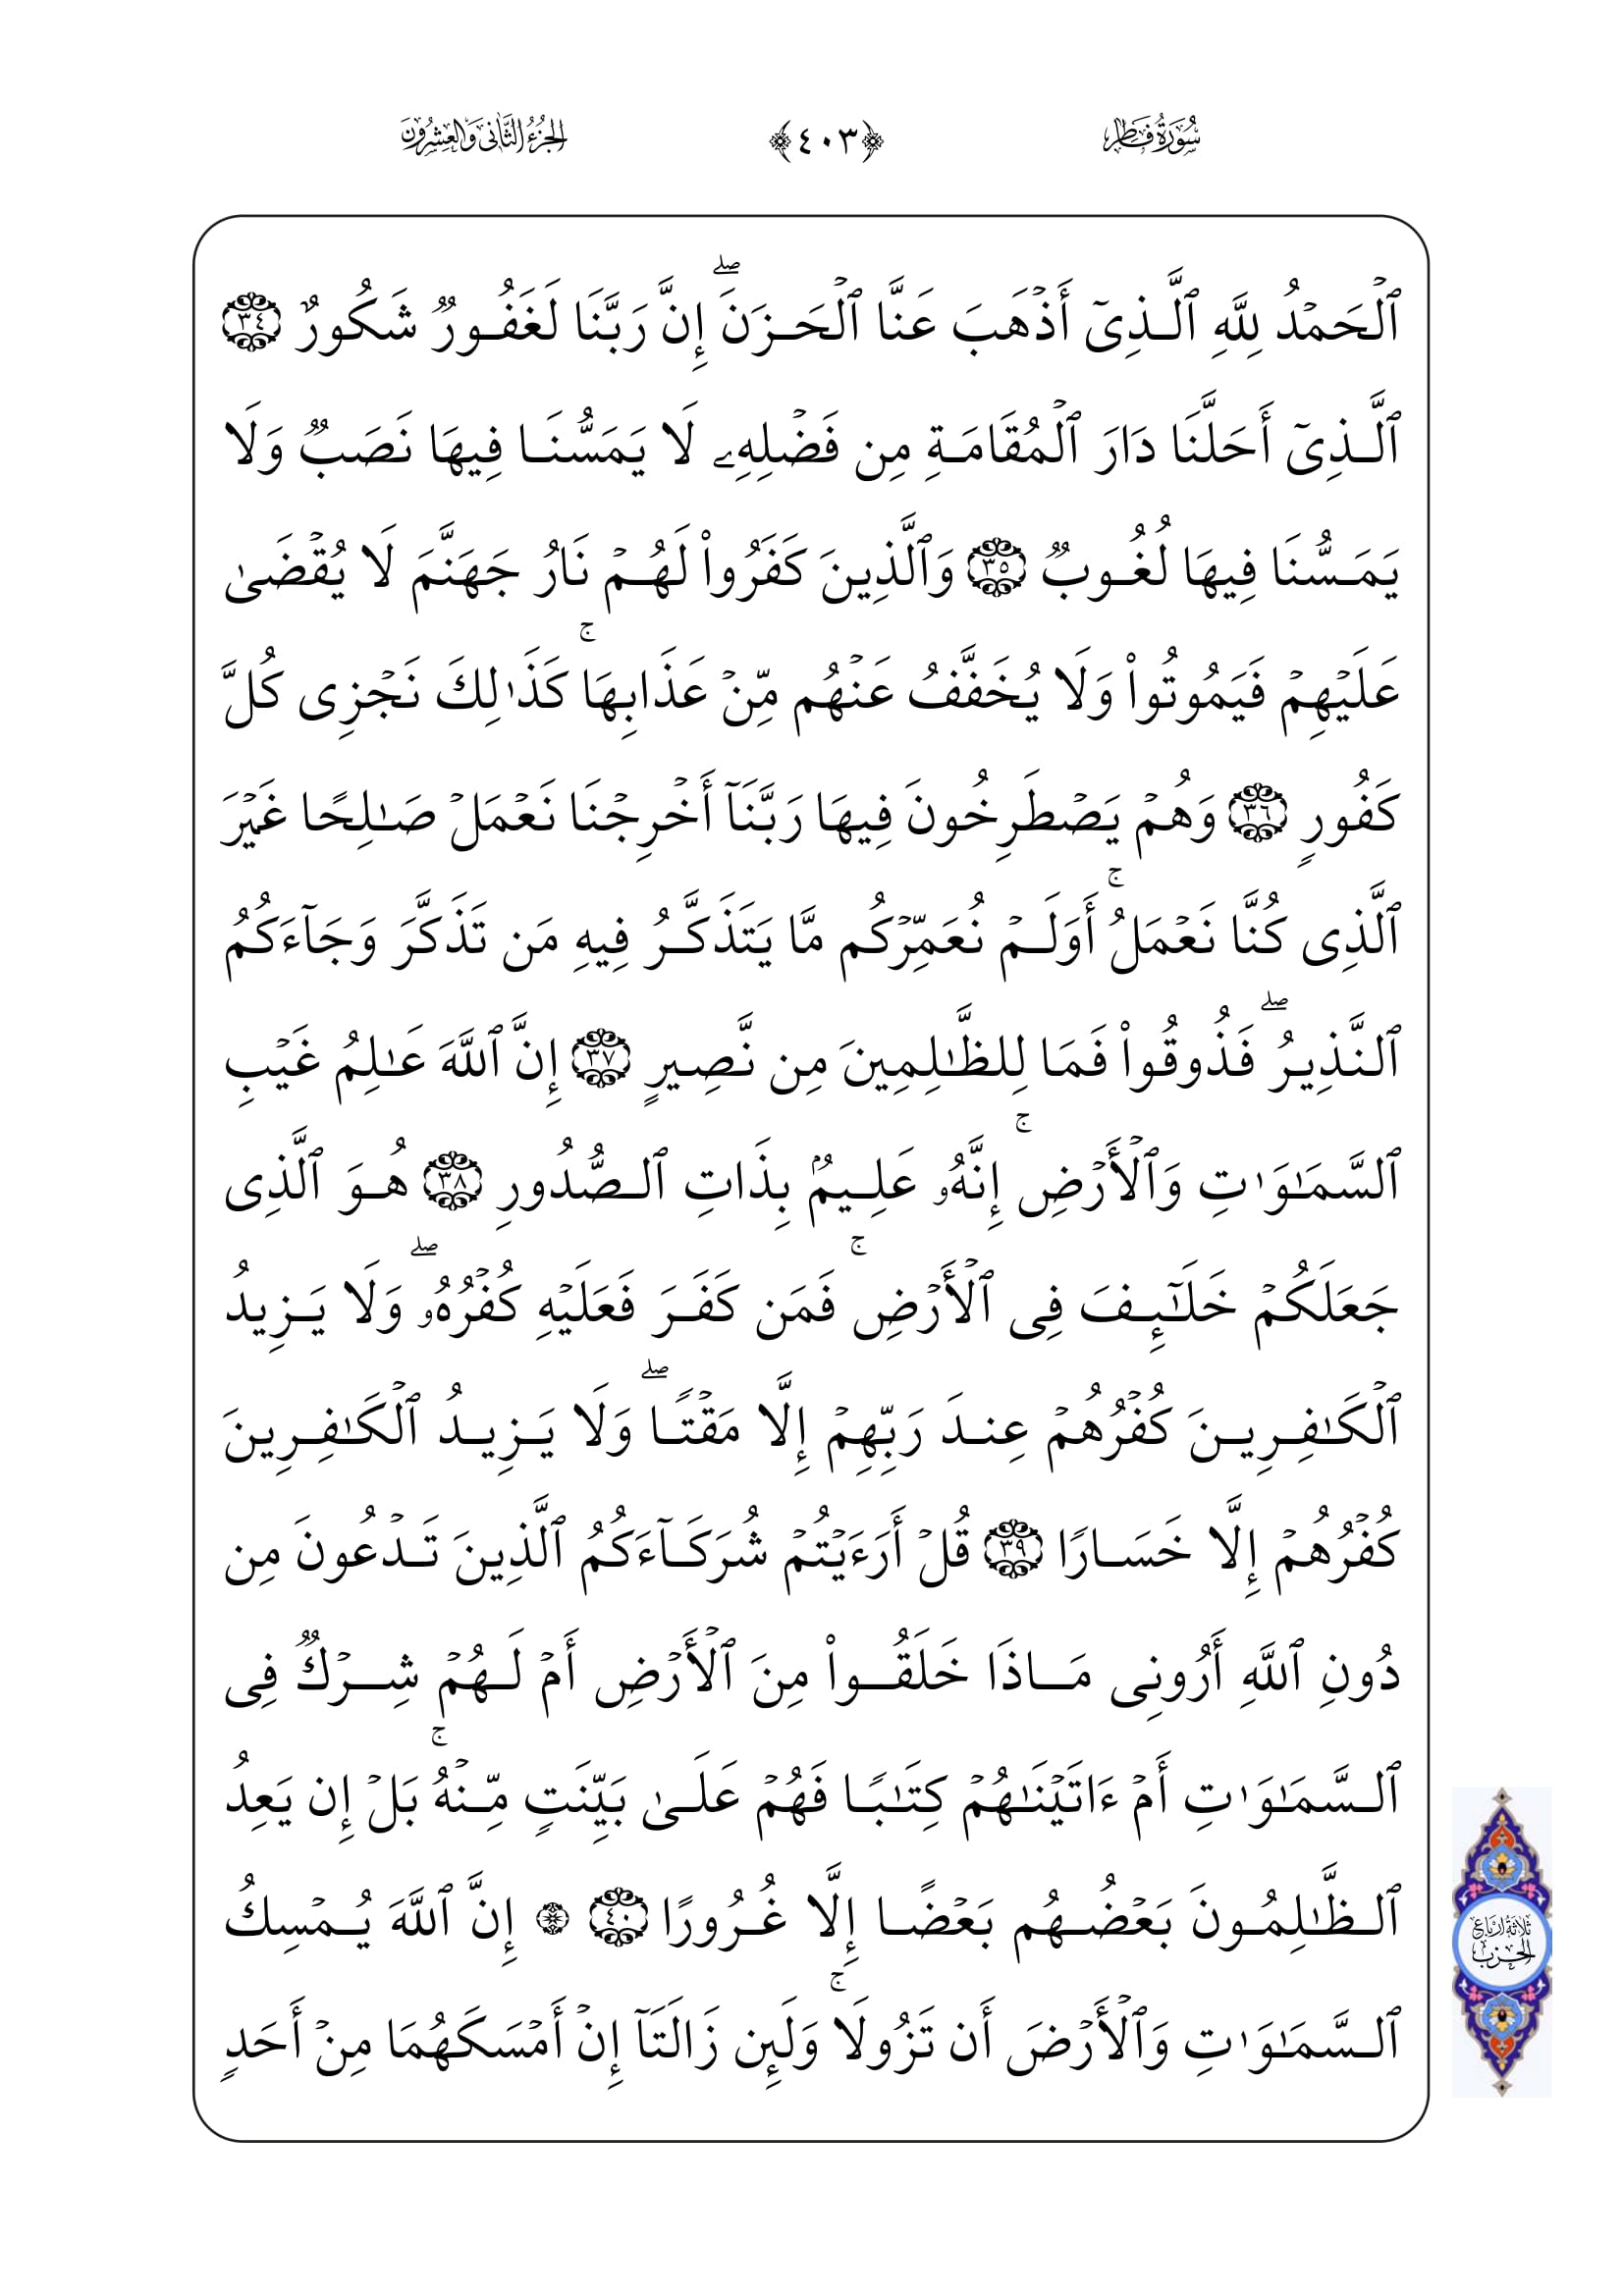 سُورَةُ فَاطِر
﴿٤٠٣﴾
الجُزْءُ الثَّانِي وَالعِشْرُونَ
ٱلۡحَمۡدُ لِلَّهِ ٱلَّذِىٓ أَذۡهَبَ عَنَّا ٱلۡحَزَنَۖ إِنَّ رَبَّنَا لَغَفُورٌ شَكُورٌ ٣٤
ٱلَّذِىٓ أَحَلَّنَا دَارَ ٱلۡمُقَامَةِ مِن فَضۡلِهِۦ لَا يَمَسُّنَا فِيهَا نَصَبٌ وَلَا
يَمَسُّنَا فِيهَا لُغُوبٌ ٣٥ وَٱلَّذِينَ كَفَرُواْ لَهُمۡ نَارُ جَهَنَّمَ لَا يُقۡضَىٰ
عَلَيۡهِمۡ فَيَمُوتُواْ وَلَا يُخَفَّفُ عَنۡهُم مِّنۡ عَذَابِهَاۚ كَذَٰلِكَ نَجۡزِى كُلَّ
كَفُورٍ ٣٦ وَهُمۡ يَصۡطَرِخُونَ فِيهَا رَبَّنَآ أَخۡرِجۡنَا نَعۡمَلۡ صَٰلِحًا غَيۡرَ
ٱلَّذِى كُنَّا نَعۡمَلُۚ أَوَلَمۡ نُعَمِّرۡكُم مَّا يَتَذَكَّرُ فِيهِ مَن تَذَكَّرَ وَجَآءَكُمُ
ٱلنَّذِيرُۖ فَذُوقُواْ فَمَا لِلظَّٰلِمِينَ مِن نَّصِيرٍ ٣٧ إِنَّ ٱللَّهَ عَٰلِمُ غَيۡبِ
ٱلسَّمَٰوَٰتِ وَٱلۡأَرۡضِۚ إِنَّهُۥ عَلِيمُۢ بِذَاتِ ٱلصُّدُورِ ٣٨ هُوَ ٱلَّذِى
جَعَلَكُمۡ خَلَٰٓئِفَ فِى ٱلۡأَرۡضِۚ فَمَن كَفَرَ فَعَلَيۡهِ كُفۡرُهُۥۖ وَلَا يَزِيدُ
ٱلۡكَٰفِرِينَ كُفۡرُهُمۡ عِندَ رَبِّهِمۡ إِلَّا مَقۡتًاۖ وَلَا يَزِيدُ ٱلۡكَٰفِرِينَ
كُفۡرُهُمۡ إِلَّا خَسَارًا ٣٩ قُلۡ أَرَءَيۡتُمۡ شُرَكَآءَكُمُ ٱلَّذِينَ تَدۡعُونَ مِن
دُونِ ٱللَّهِ أَرُونِى مَاذَا خَلَقُواْ مِنَ ٱلۡأَرۡضِ أَمۡ لَهُمۡ شِرۡكٌ فِى
ٱلسَّمَٰوَٰتِ أَمۡ ءَاتَيۡنَٰهُمۡ كِتَٰبًا فَهُمۡ عَلَىٰ بَيِّنَتٍ مِّنۡهُۚ بَلۡ إِن يَعِدُ
ٱلظَّٰلِمُونَ بَعۡضُهُم بَعۡضًا إِلَّا غُرُورًا ٤٠ ۞ إِنَّ ٱللَّهَ يُمۡسِكُ
ٱلسَّمَٰوَٰتِ وَٱلۡأَرۡضَ أَن تَزُولَاۚ وَلَئِن زَالَتَآ إِنۡ أَمۡسَكَهُمَا مِنۡ أَحَدٍ
ثلاثة أرباع
الحزب